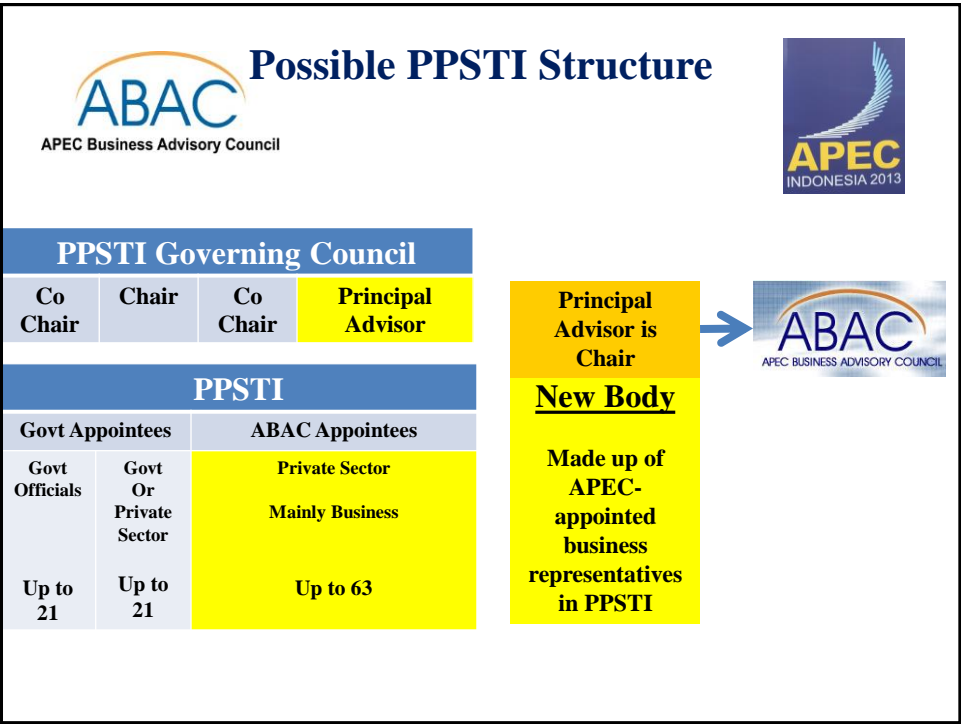 Possible PPSTI Structure
ABAC
APEC Business Advisory Council
APEC
INDONESIA 2013
PPSTI Governing Council
Co
Chair
Chair
Co
Chair
Principal
Advisor
PPSTI
Govt Appointees
ABAC Appointees
Govt
Officials
Up to
21
Govt
Or
Private
Sector
Up to
21
Private Sector
Mainly Business
Up to 63
Principal
Advisor is
Chair
New Body
Made up of
APEC-
appointed
business
representatives
in PPSTI
ABAC
APEC BUSINESS ADVISORY COUNCIL